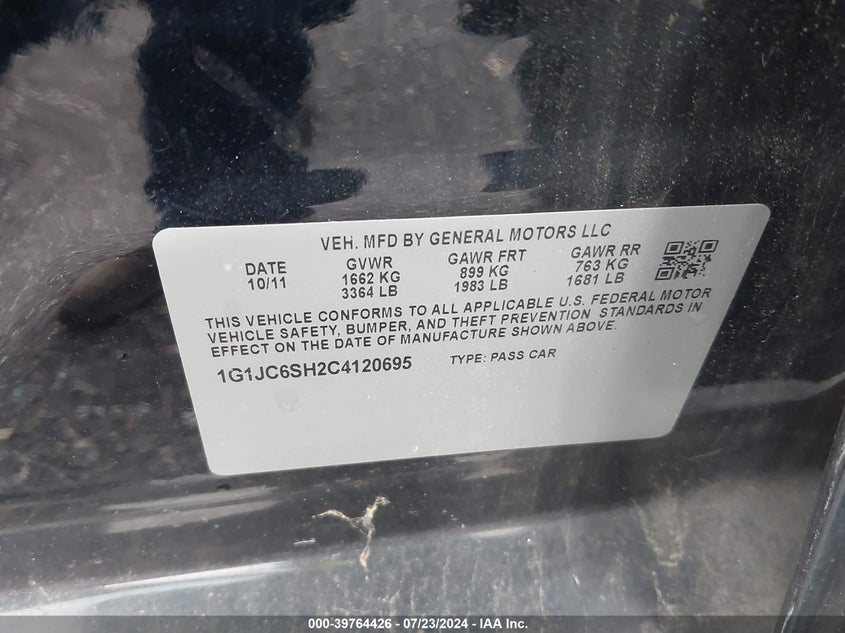 VEH. MFD BY GENERAL MOTORS LLC
DATE GVWR GAWR FRT GAWR RR
10/11 1662 KG 899 KG 763 KG
3364 LB 1983 LB 1681 LB
THIS VEHICLE CONFORMS TO ALL APPLICABLE U.S. FEDERAL MOTOR
VEHICLE SAFETY, BUMPER, AND THEFT PREVENTION STANDARDS IN
EFFECT ON THE DATE OF MANUFACTURE SHOWN ABOVE.
1G1JC6SH2C4120695 TYPE: PASS CAR
000-39764426 - 07/23/2024 - IAA Inc.